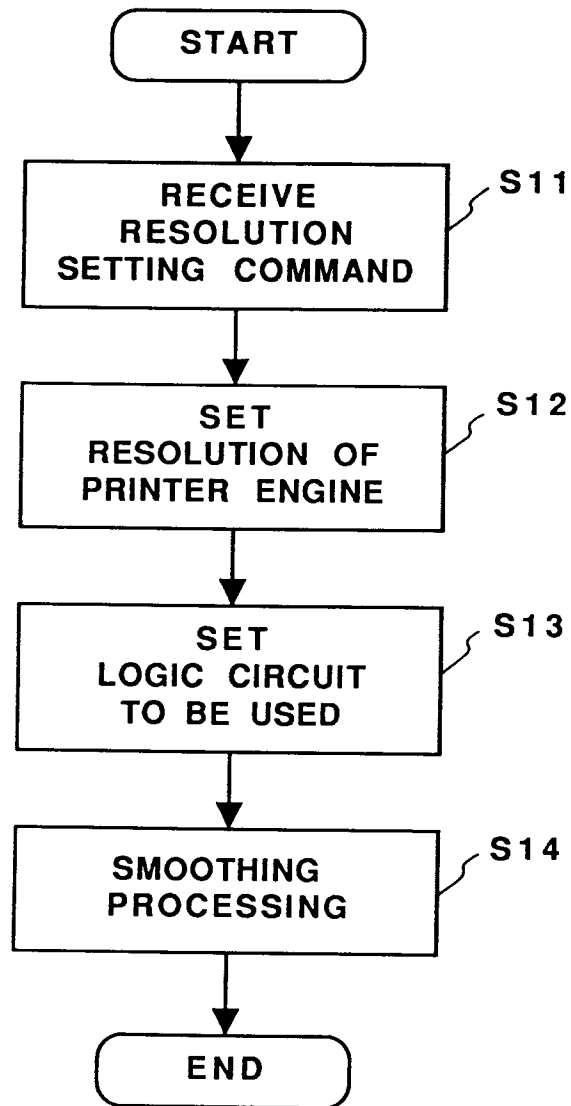 START
RECEIVE
RESOLUTION
SETTING COMMAND
S11
SET
RESOLUTION OF
PRINTER ENGINE
S12
SET
LOGIC CIRCUIT
TO BE USED
S13
SMOOTHING
PROCESSING
S14
END